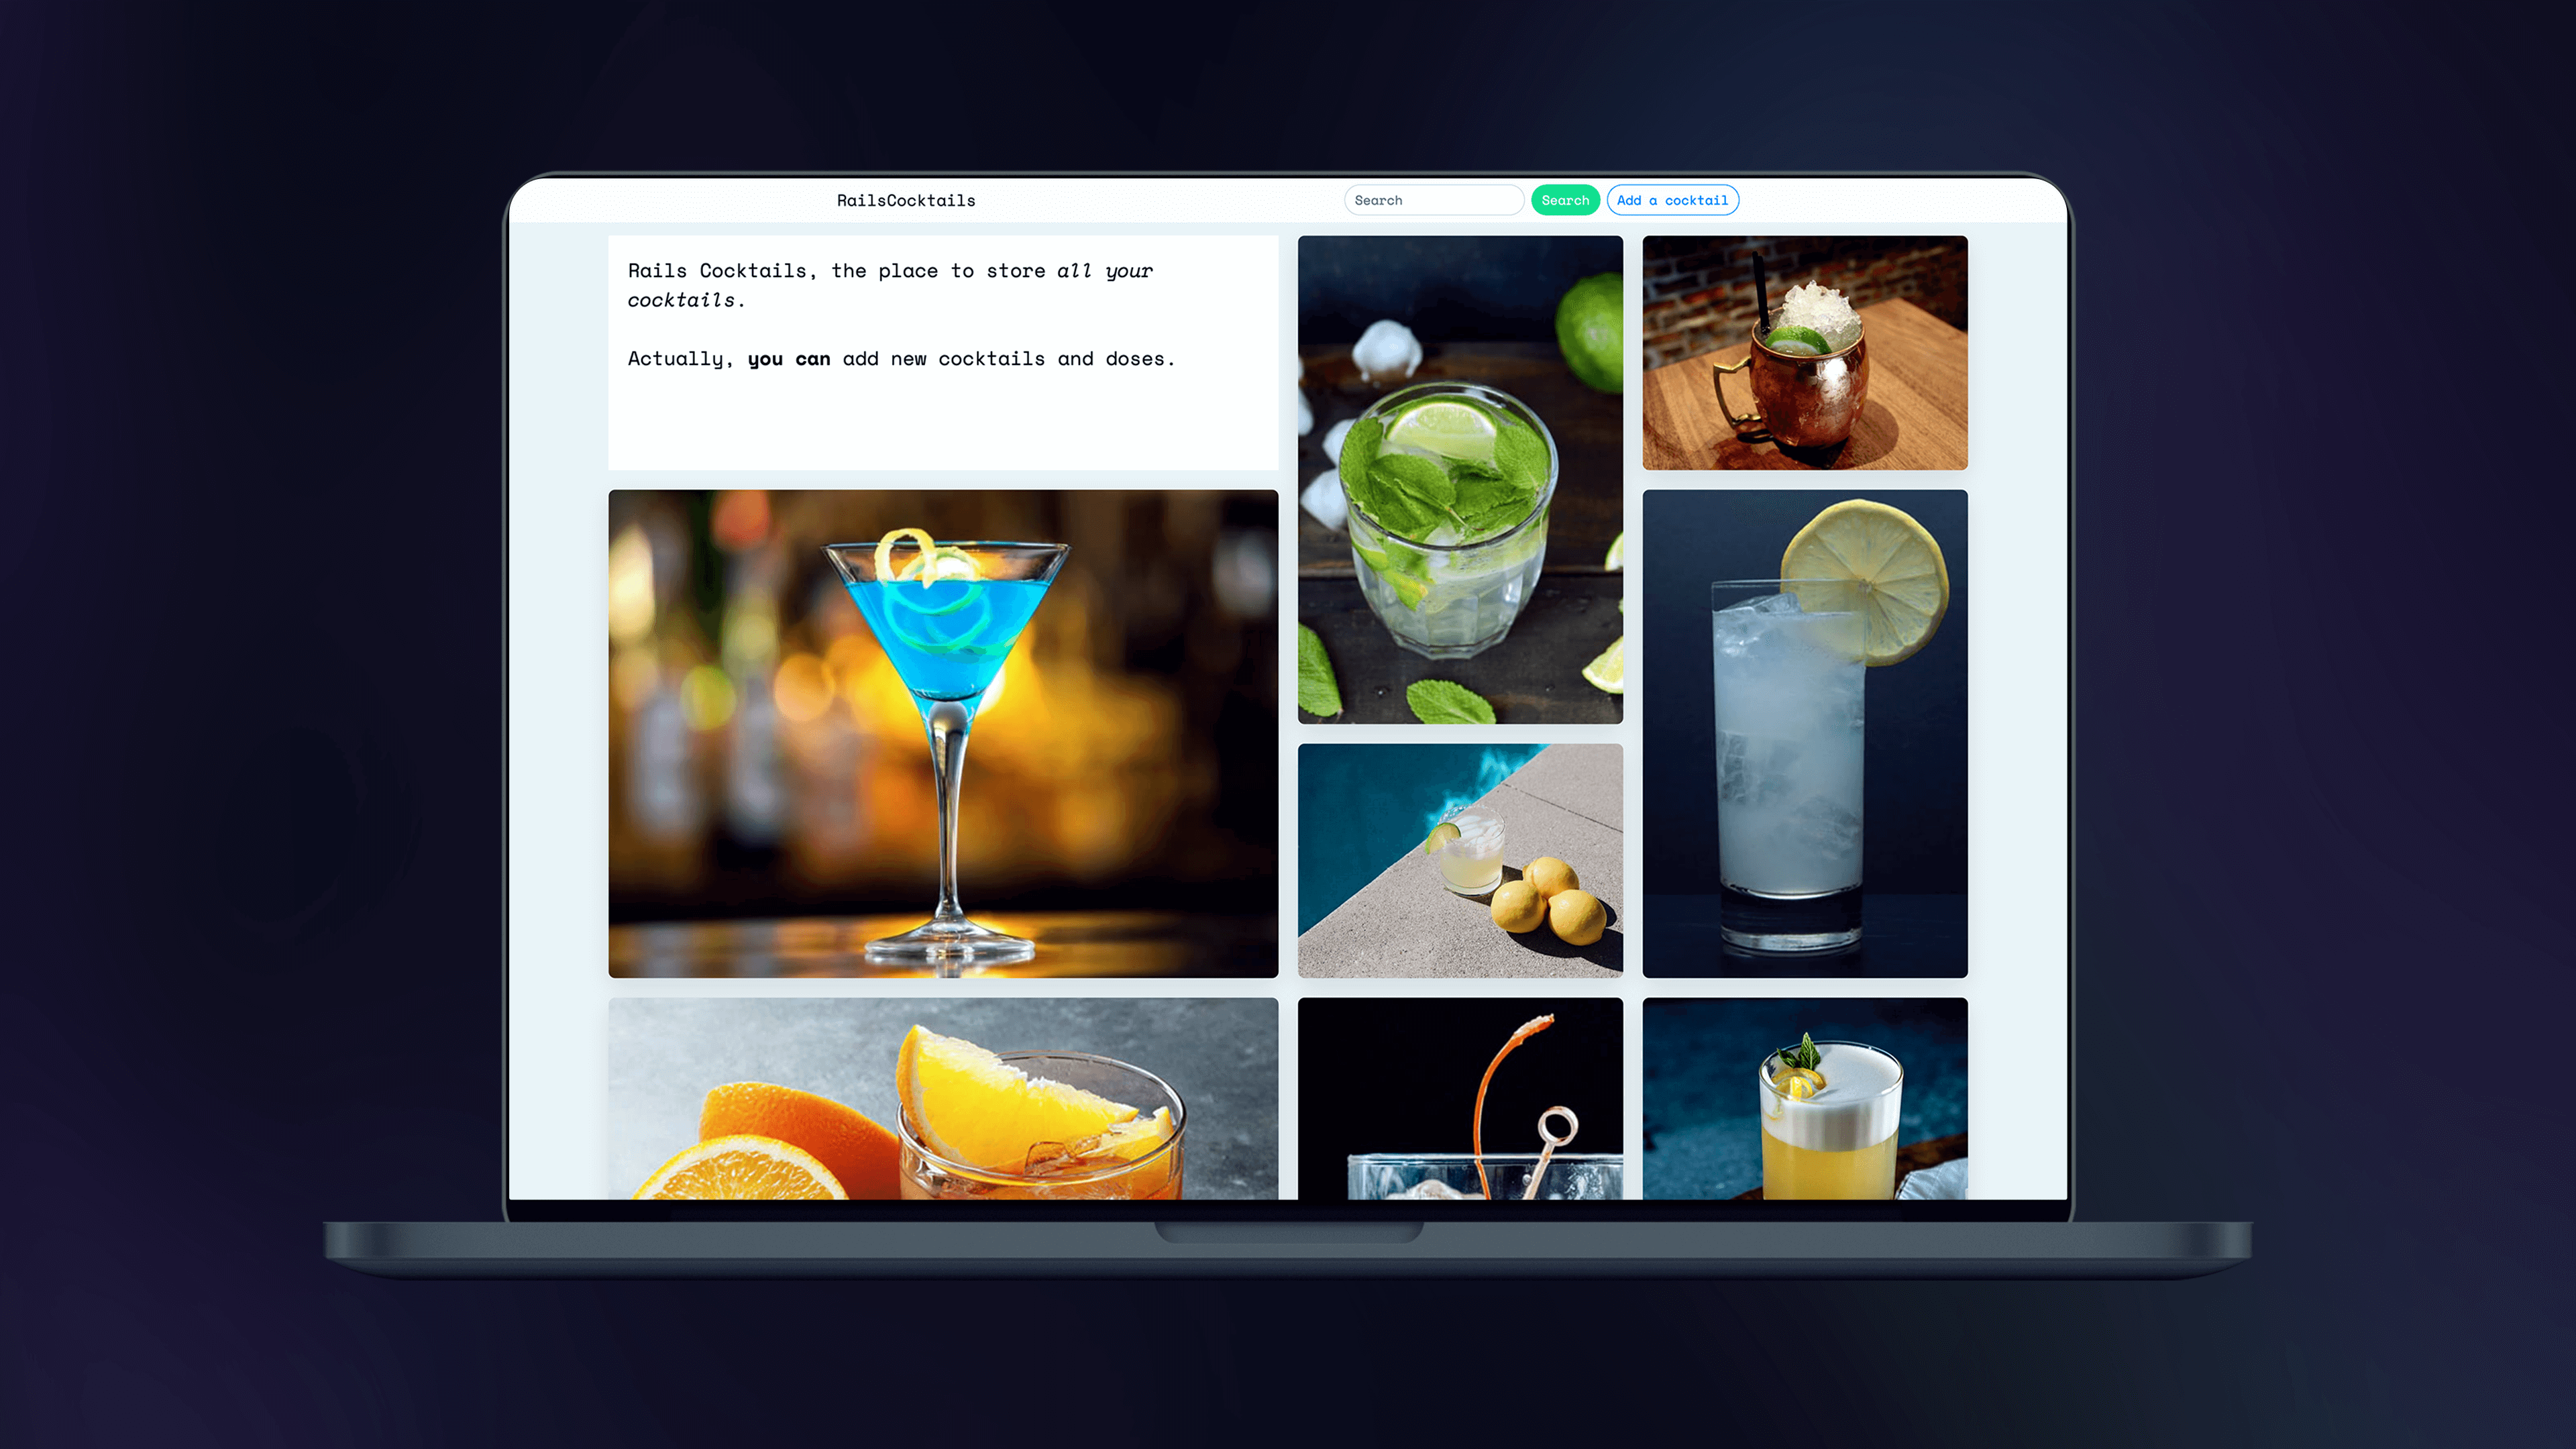 RailsCocktails
Search
Search
Add a cocktail
Rails Cocktails, the place to store all your
cocktails.
Actually, you can add new cocktails and doses.